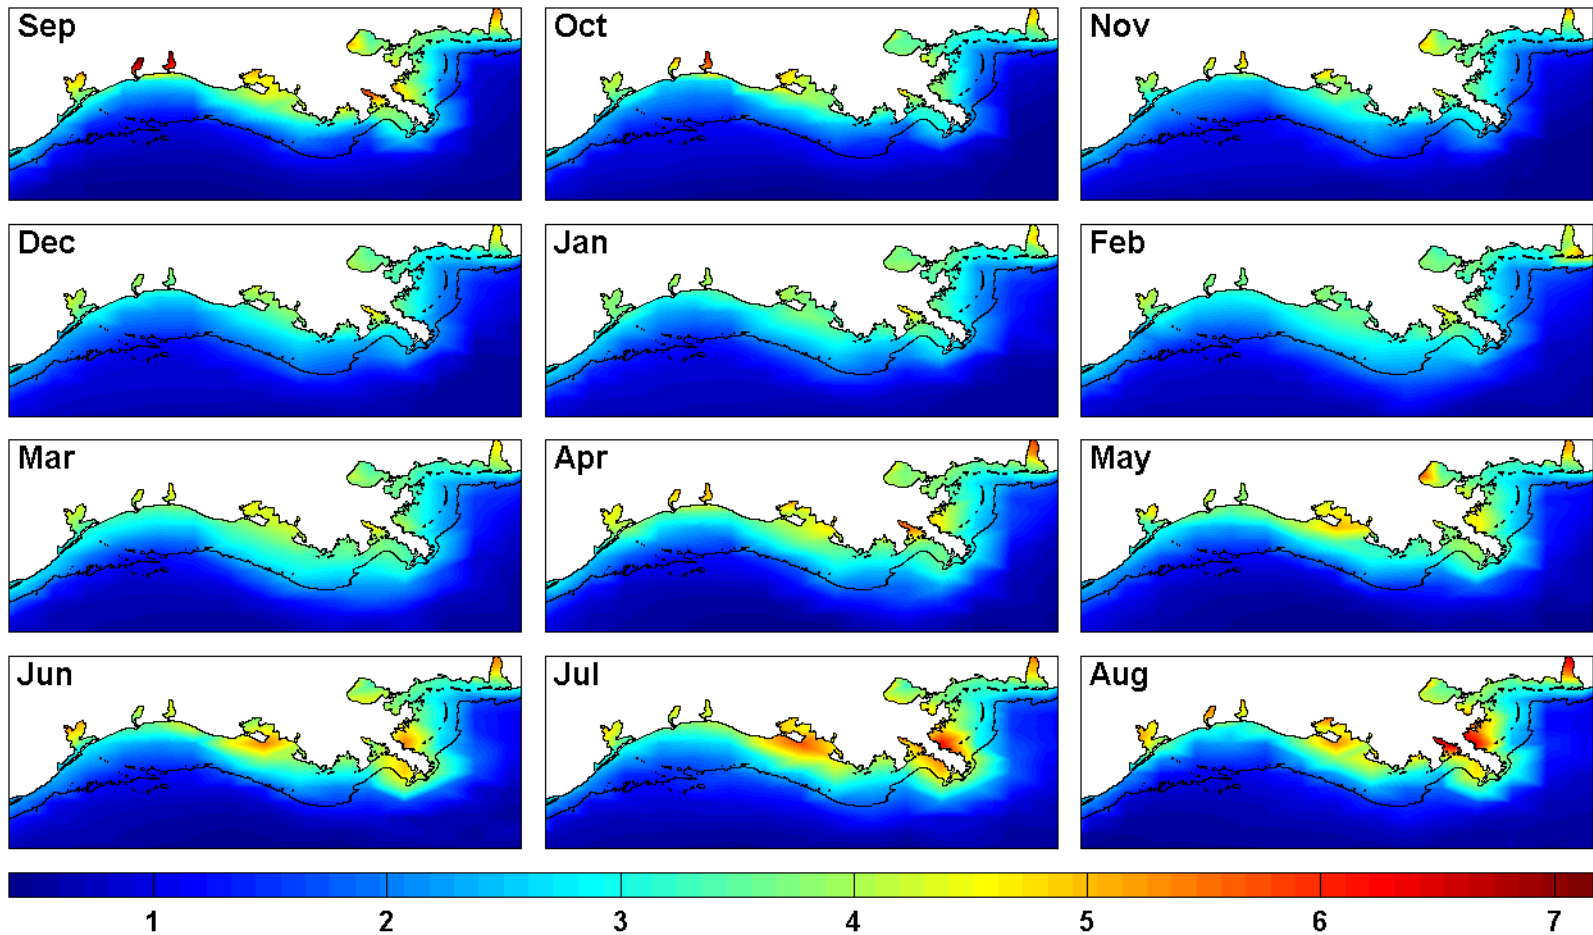 Sep Oct Nov
Dec Jan Feb
Mar Apr May
Jun Jul Aug
1 2 3 4 5 6 7